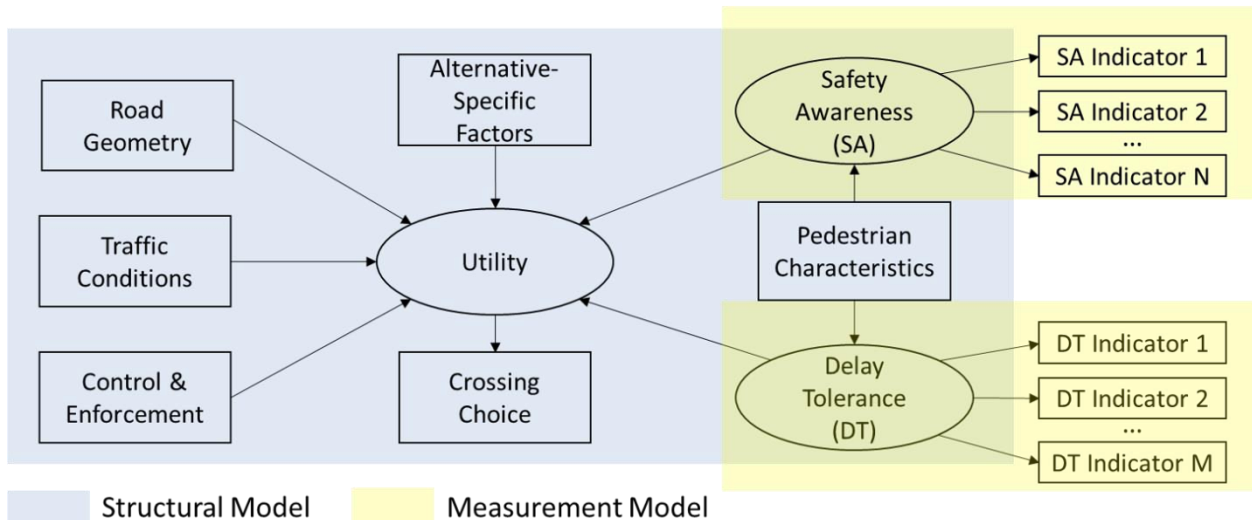 Road
Geometry
Traffic
Conditions
Control &
Enforcement
Alternative-
Specific
Factors
Utility
Crossing
Choice
Safety
Awareness
(SA)
Pedestrian
Characteristics
Delay
Tolerance
(DT)
SA Indicator 1
SA Indicator 2
...
SA Indicator N
DT Indicator 1
DT Indicator 2
...
DT Indicator M
Structural Model
Measurement Model